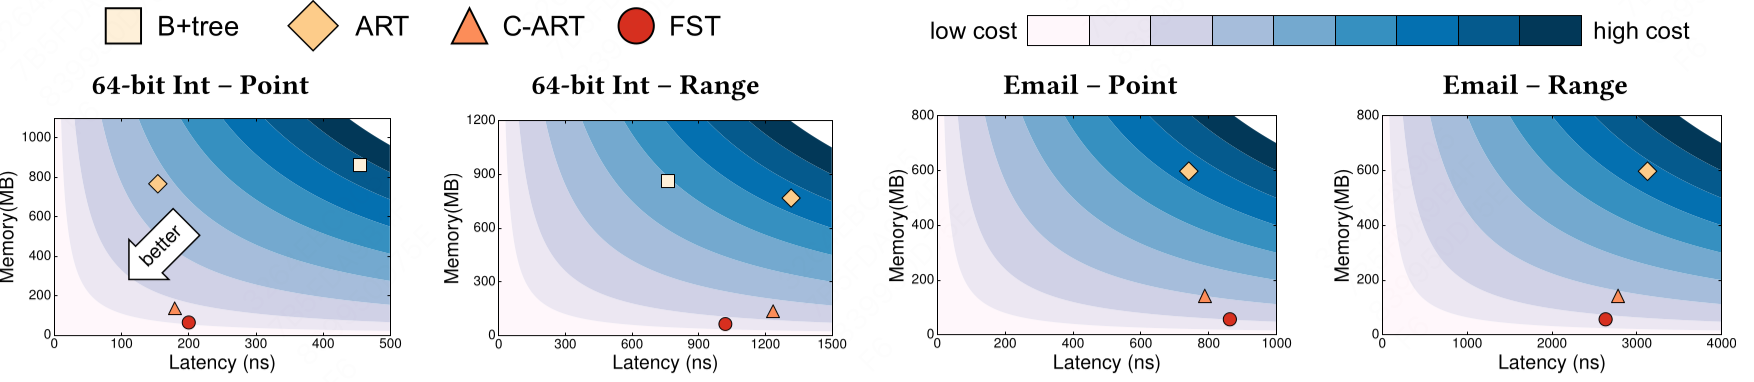 B+tree ART C-ART FST low cost high cost
64-bit Int – Point
1000
800
600
400
200
0
0 100 200 300 400 500
Memory(MB)
Latency (ns)
better
64-bit Int – Range
1200
900
600
300
0
0 300 600 900 1200 1500
Memory(MB)
Latency (ns)
Email – Point
800
600
400
200
0
0 200 400 600 800 1000
Memory(MB)
Latency (ns)
Email – Range
800
600
400
200
0
0 1000 2000 3000 4000
Memory(MB)
Latency (ns)